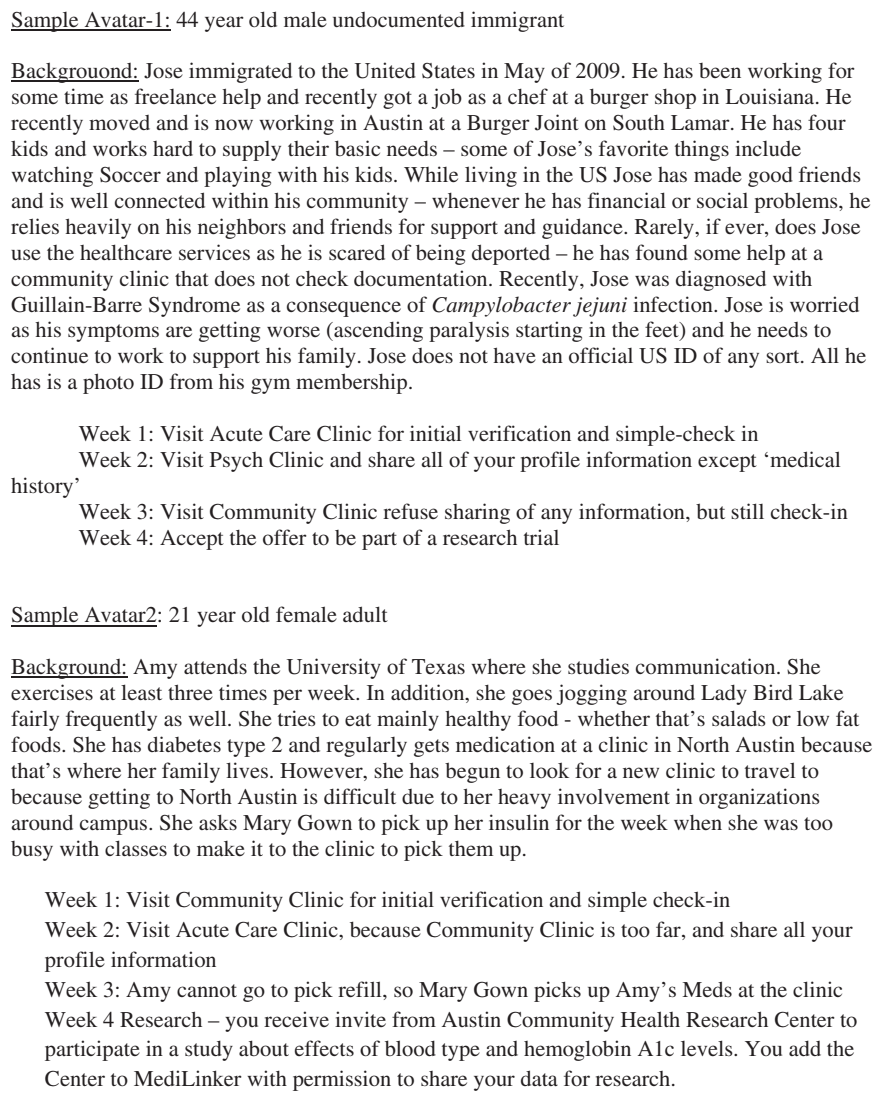 Sample Avatar-1: 44 year old male undocumented immigrant
Backgrouond: Jose immigrated to the United States in May of 2009. He has been working for
some time as freelance help and recently got a job as a chef at a burger shop in Louisiana. He
recently moved and is now working in Austin at a Burger Joint on South Lamar. He has four
kids and works hard to supply their basic needs – some of Jose’s favorite things include
watching Soccer and playing with his kids. While living in the US Jose has made good friends
and is well connected within his community – whenever he has financial or social problems, he
relies heavily on his neighbors and friends for support and guidance. Rarely, if ever, does Jose
use the healthcare services as he is scared of being deported – he has found some help at a
community clinic that does not check documentation. Recently, Jose was diagnosed with
Guillain-Barre Syndrome as a consequence of Campylobacter jejuni infection. Jose is worried
as his symptoms are getting worse (ascending paralysis starting in the feet) and he needs to
continue to work to support his family. Jose does not have an official US ID of any sort. All he
has is a photo ID from his gym membership.
Week 1: Visit Acute Care Clinic for initial verification and simple-check in
Week 2: Visit Psych Clinic and share all of your profile information except ‘medical
history’
Week 3: Visit Community Clinic refuse sharing of any information, but still check-in
Week 4: Accept the offer to be part of a research trial
Sample Avatar2: 21 year old female adult
Background: Amy attends the University of Texas where she studies communication. She
exercises at least three times per week. In addition, she goes jogging around Lady Bird Lake
fairly frequently as well. She tries to eat mainly healthy food - whether that’s salads or low fat
foods. She has diabetes type 2 and regularly gets medication at a clinic in North Austin because
that’s where her family lives. However, she has begun to look for a new clinic to travel to
because getting to North Austin is difficult due to her heavy involvement in organizations
around campus. She asks Mary Gown to pick up her insulin for the week when she was too
busy with classes to make it to the clinic to pick them up.
Week 1: Visit Community Clinic for initial verification and simple check-in
Week 2: Visit Acute Care Clinic, because Community Clinic is too far, and share all your
profile information
Week 3: Amy cannot go to pick refill, so Mary Gown picks up Amy’s Meds at the clinic
Week 4 Research – you receive invite from Austin Community Health Research Center to
participate in a study about effects of blood type and hemoglobin A1c levels. You add the
Center to MediLinker with permission to share your data for research.